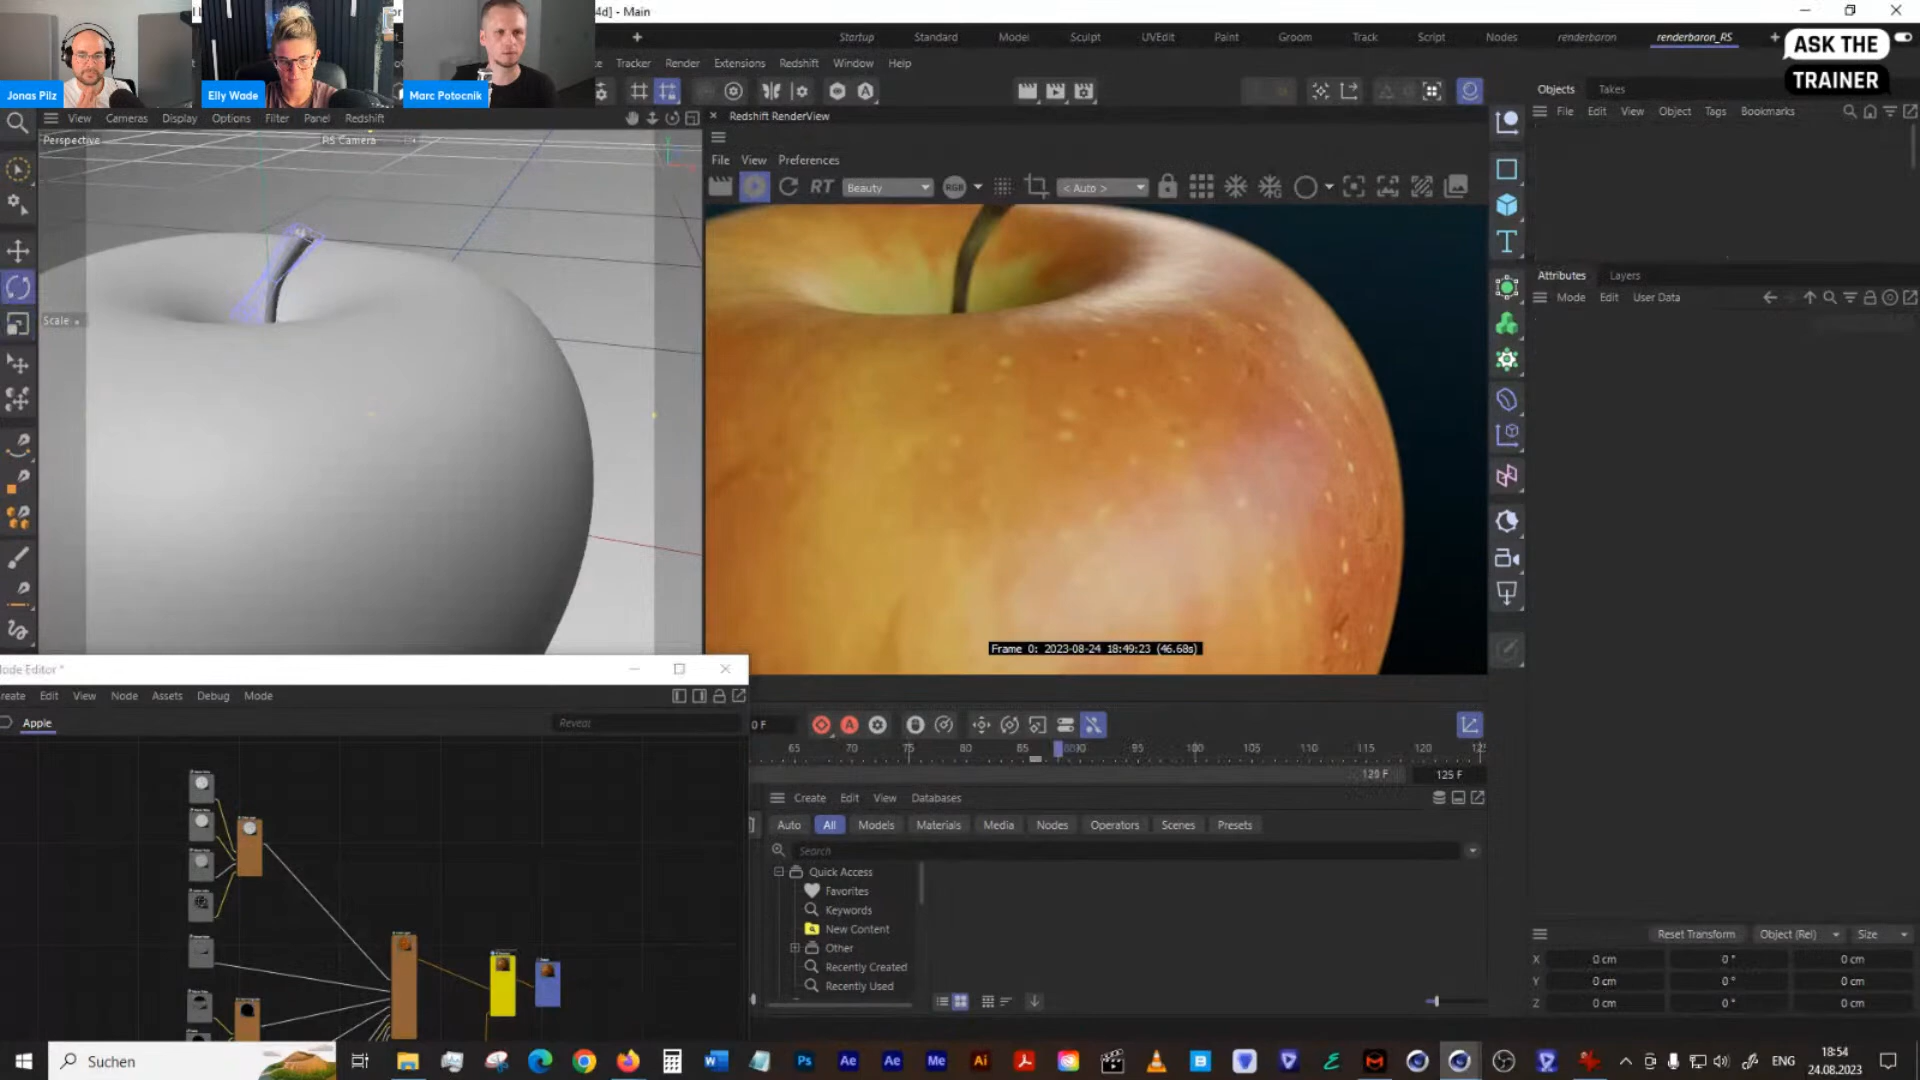 4d] - Main
Startup Standard Model Sculpt UVEdit Paint Groom Track Script Nodes renderbaron renderbaron_RS
ASK THE
TRAINER
Jonas Pilz
Elly Wade
Marc Potocnik
Tracker Render Extensions Redshift Window Help
Objects Takes
File Edit View Object Tags Bookmarks
View Cameras Display Options Filter Panel Redshift
Perspective
RS Camera
Scale
Redshift RenderView
File View Preferences
RT Beauty RGB < Auto >
Frame 0: 2023-08-24 18:49:23 (46.68s)
Attributes Layers
Mode Edit User Data
ode Editor *
reate Edit View Node Assets Debug Mode
Apple
Reveal
0 F
65 70 75 80 85 90 95 100 105 110 115 120
120 F 125 F
Create Edit View Databases
Auto All Models Materials Media Nodes Operators Scenes Presets
Search
Quick Access
Favorites
Keywords
New Content
Other
Recently Created
Recently Used
Reset Transform Object (Rel) Size
X 0 cm 0 ° 0 cm
Y 0 cm 0 ° 0 cm
Z 0 cm 0 ° 0 cm
Suchen
ENG
18:54
24.08.2023